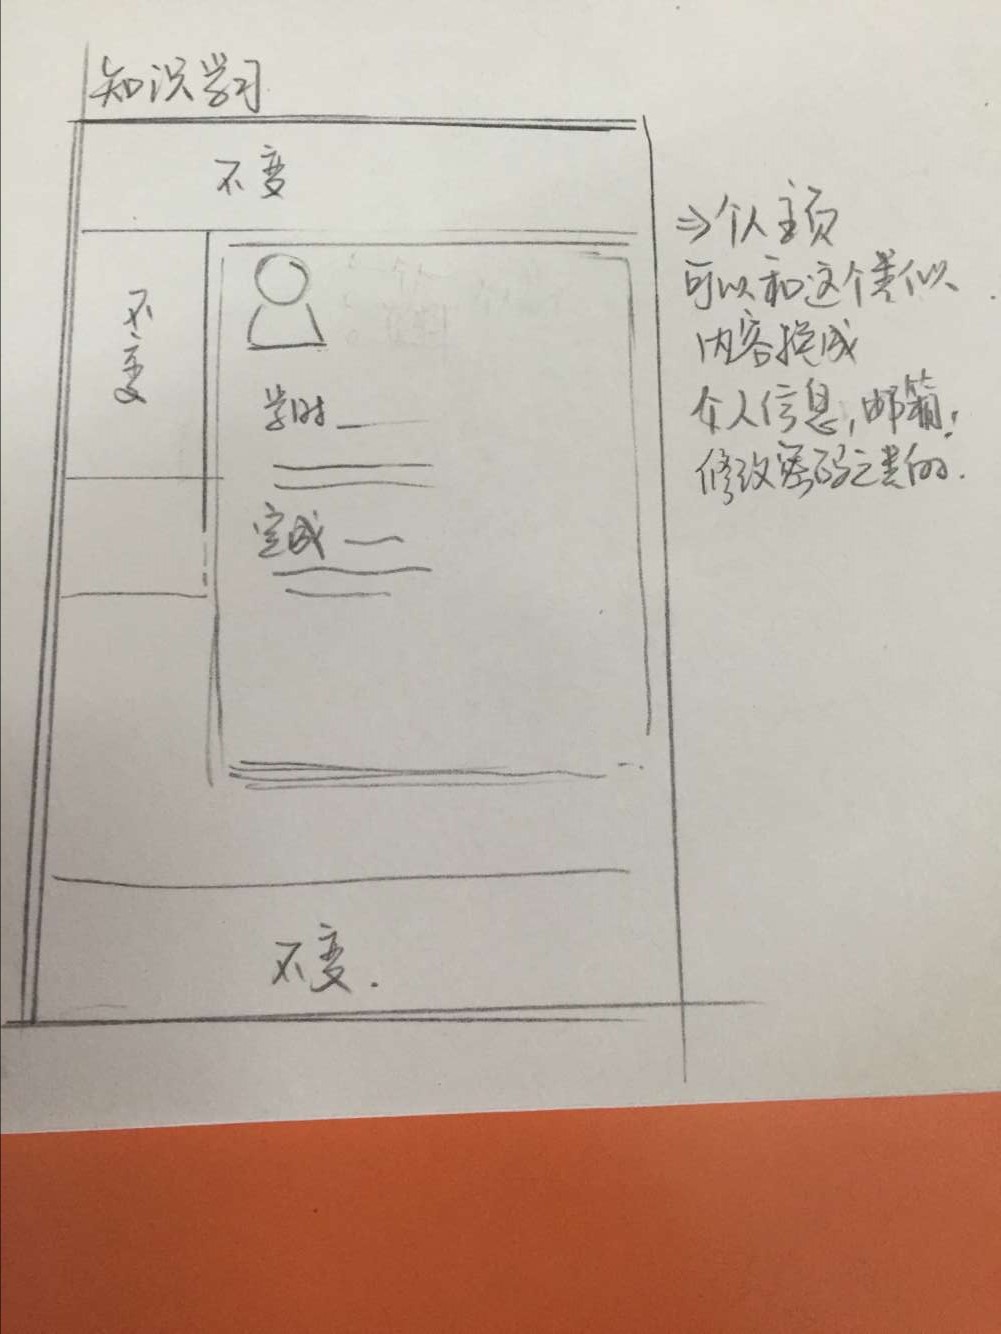 知识学习
不变
不变
学时
完成
不变.
⇒个人主页
可以和这个类似
内容换成
个人信息,邮箱,
修改密码之类的.